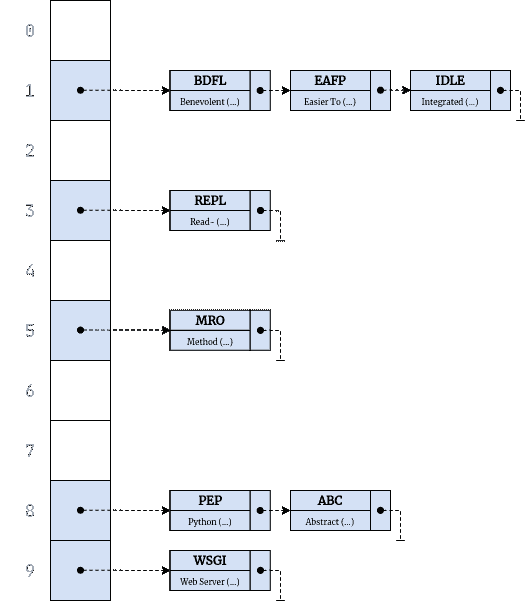 0
BDFL EAFP IDLE
1 Benevolent (...) Easier To (...) Integrated (...)
2
REPL
3 Read- (...)
4
MRO
5 Method (...)
6
7
PEP ABC
8 Python (...) Abstract (...)
WSGI
9 Web Server (...)